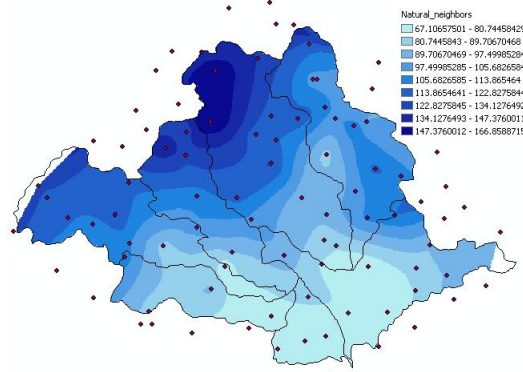 Natural_neighbors
67.10657501 - 80.74458429
80.7445843 - 89.70670468
89.70670469 - 97.49985284
97.49985285 - 105.6826584
105.6826585 - 113.865464
113.8654641 - 122.8275844
122.8275845 - 134.1276492
134.1276493 - 147.3760011
147.3760012 - 166.8588715